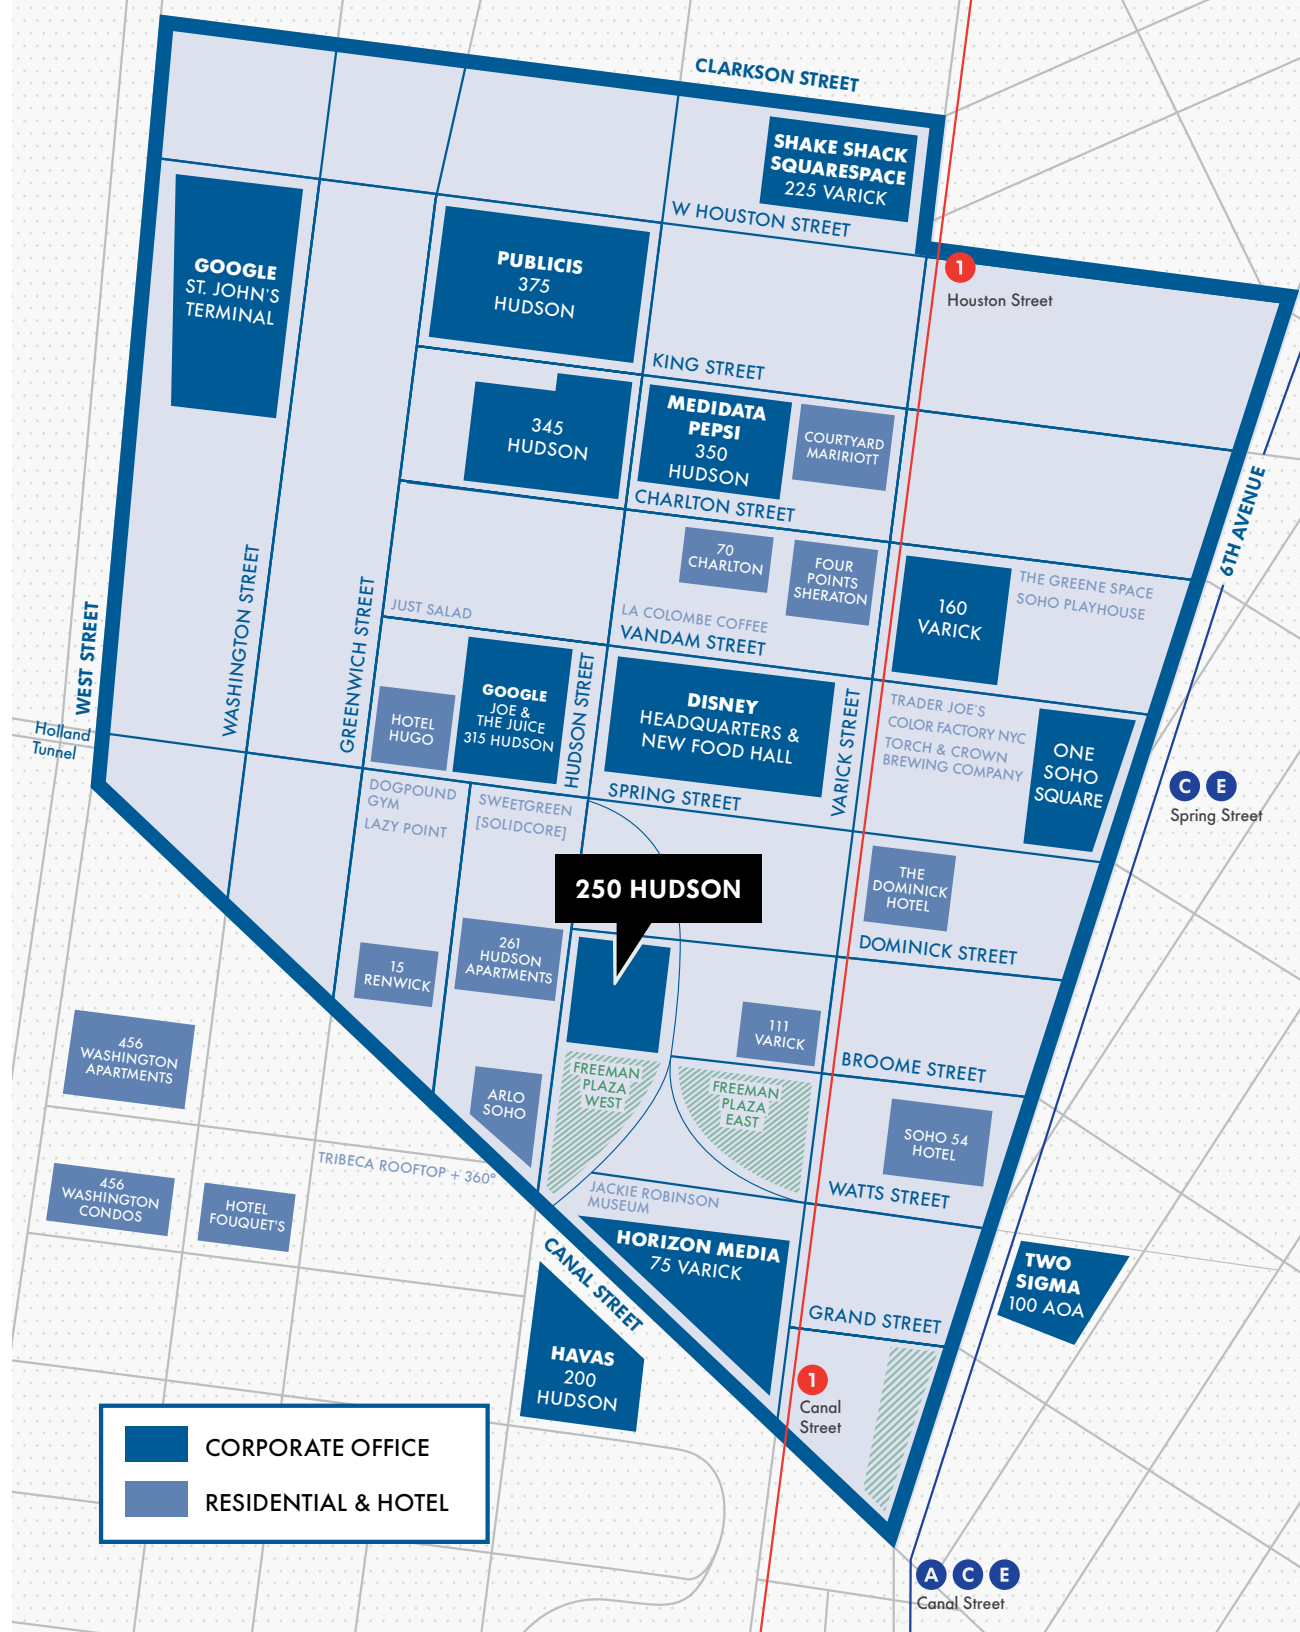 CLARKSON STREET
SHAKE SHACK
SQUARESPACE
225 VARICK
W HOUSTON STREET
GOOGLE
ST. JOHN'S
TERMINAL
PUBLICIS
375
HUDSON
1
Houston Street
KING STREET
345
HUDSON
MEDIDATA
PEPSI
350
HUDSON
COURTYARD
MARIRIOTT
CHARLTON STREET
6TH AVENUE
70
CHARLTON
FOUR
POINTS
SHERATON
160
VARICK
THE GREENE SPACE
SOHO PLAYHOUSE
JUST SALAD
LA COLOMBE COFFEE
VANDAM STREET
WEST STREET
WASHINGTON STREET
GREENWICH STREET
HUDSON STREET
VARICK STREET
Holland
Tunnel
HOTEL
HUGO
GOOGLE
JOE &
THE JUICE
315 HUDSON
DISNEY
HEADQUARTERS &
NEW FOOD HALL
TRADER JOE'S
COLOR FACTORY NYC
TORCH & CROWN
BREWING COMPANY
ONE
SOHO
SQUARE
C E
Spring Street
SPRING STREET
DOGPOUND
GYM
LAZY POINT
SWEETGREEN
[SOLIDCORE]
250 HUDSON
THE
DOMINICK
HOTEL
DOMINICK STREET
15
RENWICK
261
HUDSON
APARTMENTS
111
VARICK
BROOME STREET
456
WASHINGTON
APARTMENTS
ARLO
SOHO
FREEMAN
PLAZA
WEST
FREEMAN
PLAZA
EAST
SOHO 54
HOTEL
WATTS STREET
TRIBECA ROOFTOP + 360°
456
WASHINGTON
CONDOS
HOTEL
FOUQUET'S
JACKIE ROBINSON
MUSEUM
HORIZON MEDIA
75 VARICK
CANAL STREET
TWO
SIGMA
100 AOA
GRAND STREET
HAVAS
200
HUDSON
1
Canal
Street
CORPORATE OFFICE
RESIDENTIAL & HOTEL
A C E
Canal Street